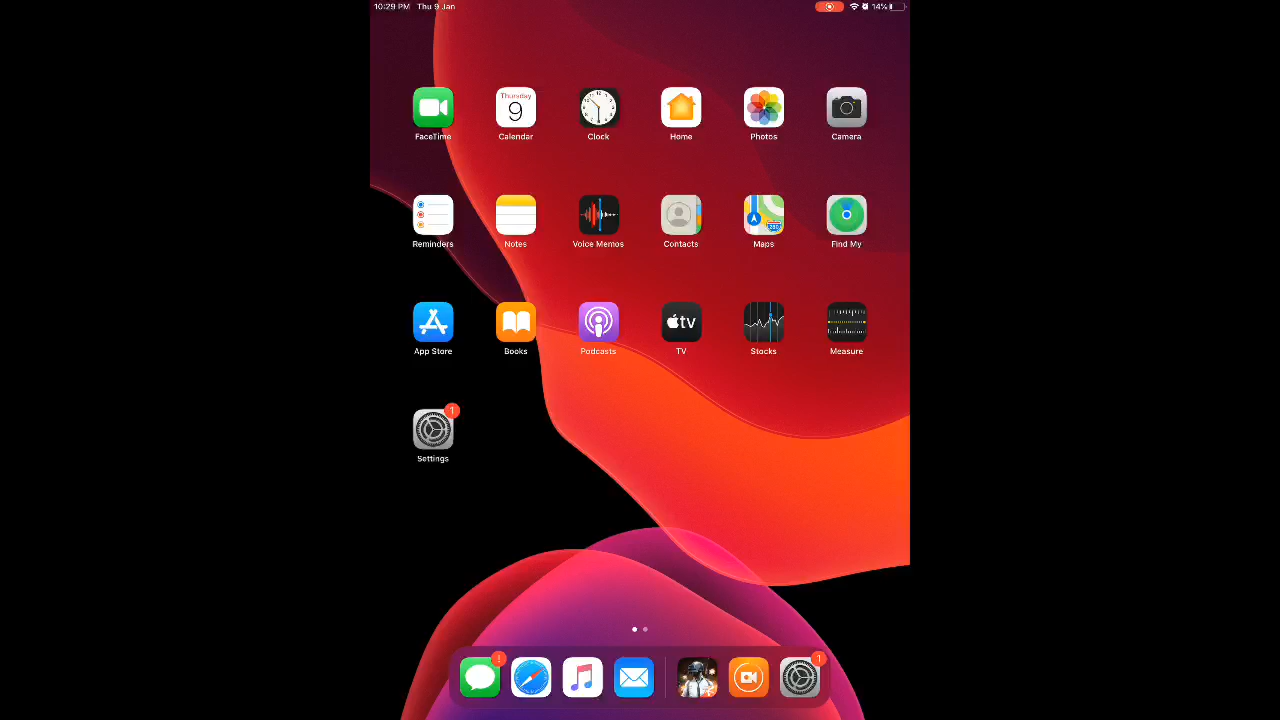 10:29 PM Thu 9 Jan 14%
Thursday
9
FaceTime Calendar Clock Home Photos Camera
Reminders Notes Voice Memos Contacts Maps Find My
tv
App Store Books Podcasts TV Stocks Measure
1
Settings
! 1